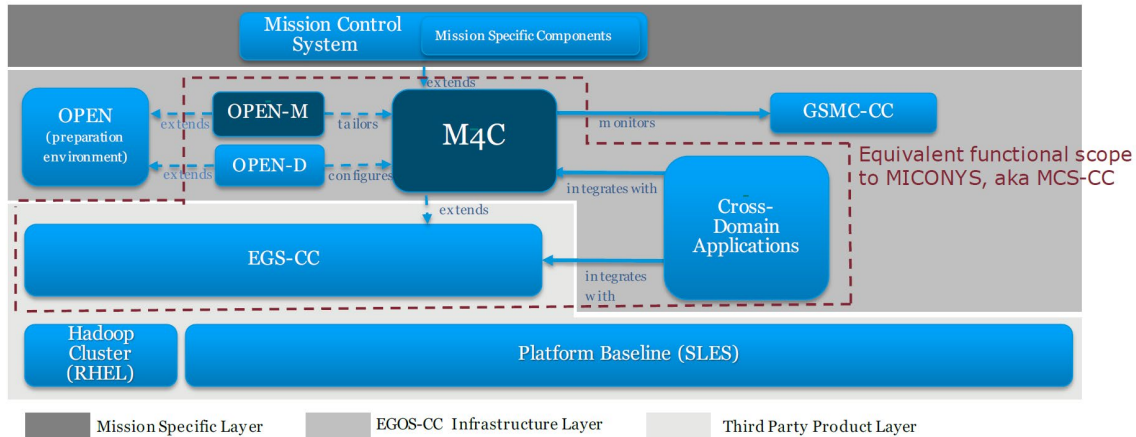 Mission Control
System
Mission Specific Components
extends
OPEN
(preparation
environment)
extends
OPEN-M
tailors
M4C
monitors
GSMC-CC
extends
OPEN-D
configures
integrates with
Equivalent functional scope
to MICONYS, aka MCS-CC
Cross-
Domain
Applications
extends
EGS-CC
integrates
with
Hadoop
Cluster
(RHEL)
Platform Baseline (SLES)
Mission Specific Layer
EGOS-CC Infrastructure Layer
Third Party Product Layer